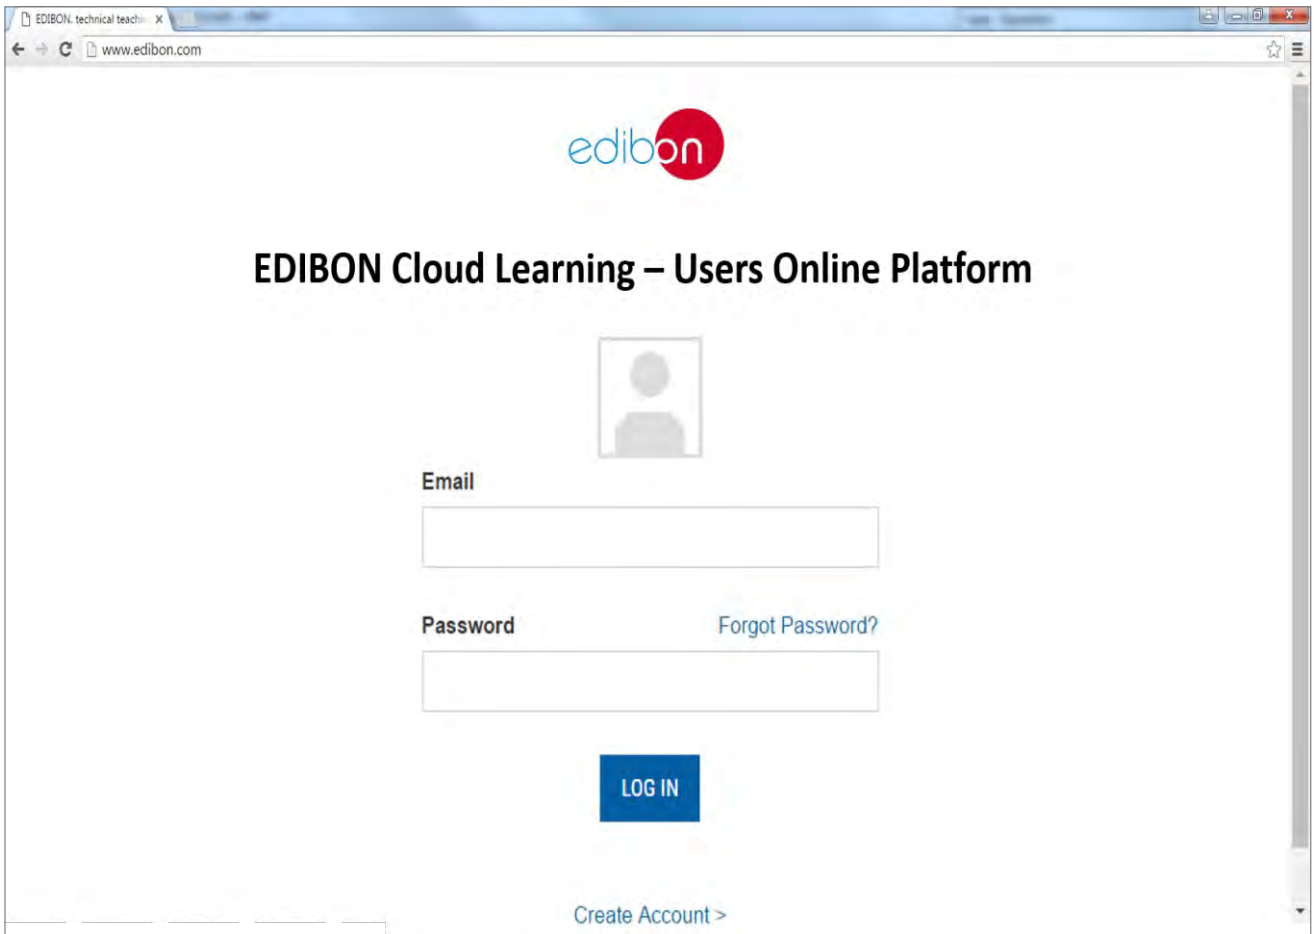 EDIBON. technical teachi
www.edibon.com
edibon
EDIBON Cloud Learning – Users Online Platform
Email
Password Forgot Password?
LOG IN
Create Account >